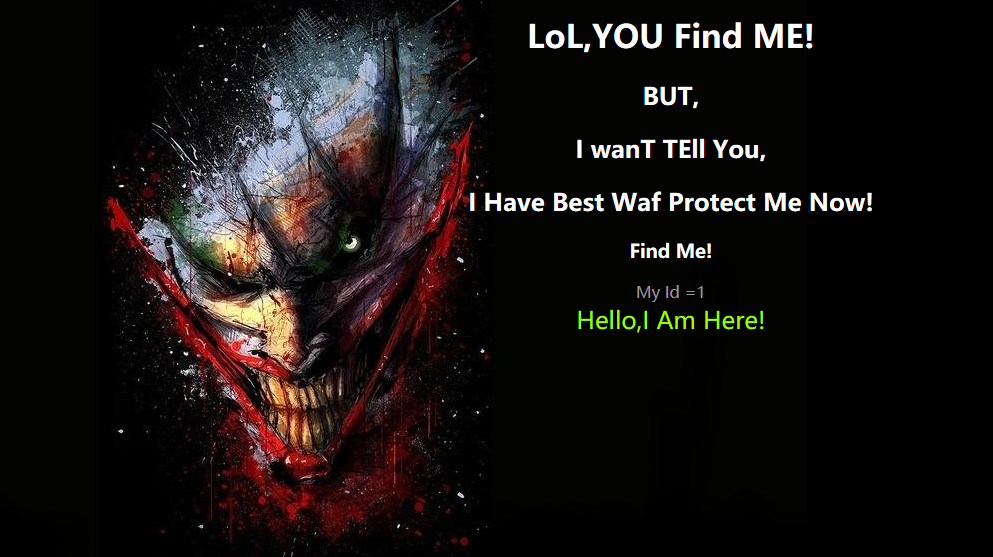 LoL,YOU Find ME!
BUT,
I wanT TEll You,
I Have Best Waf Protect Me Now!
Find Me!
My Id =1
Hello,I Am Here!